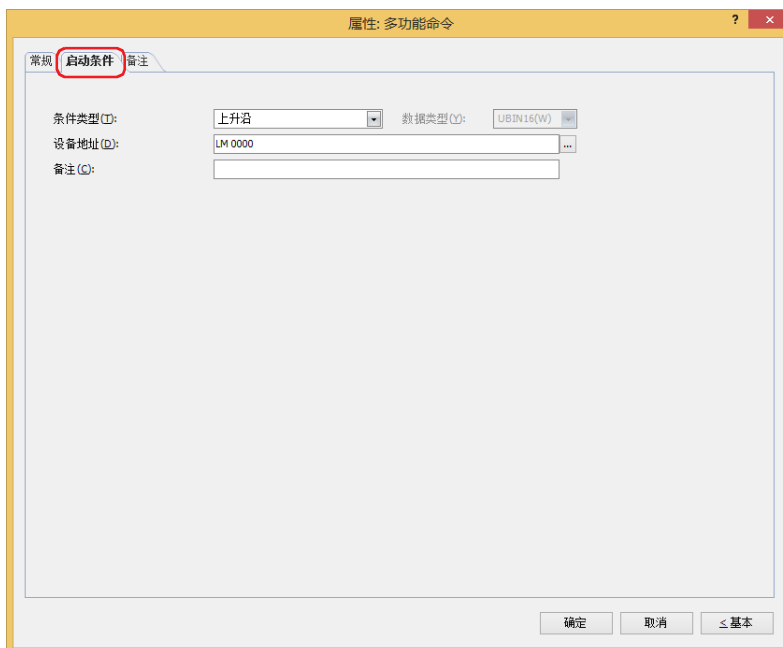 属性: 多功能命令 ? ×
常规 启动条件 备注
条件类型(T): 上升沿 数据类型(Y): UBIN16(W)
设备地址(D): LM 0000 ...
备注(C):
确定 取消 < 基本